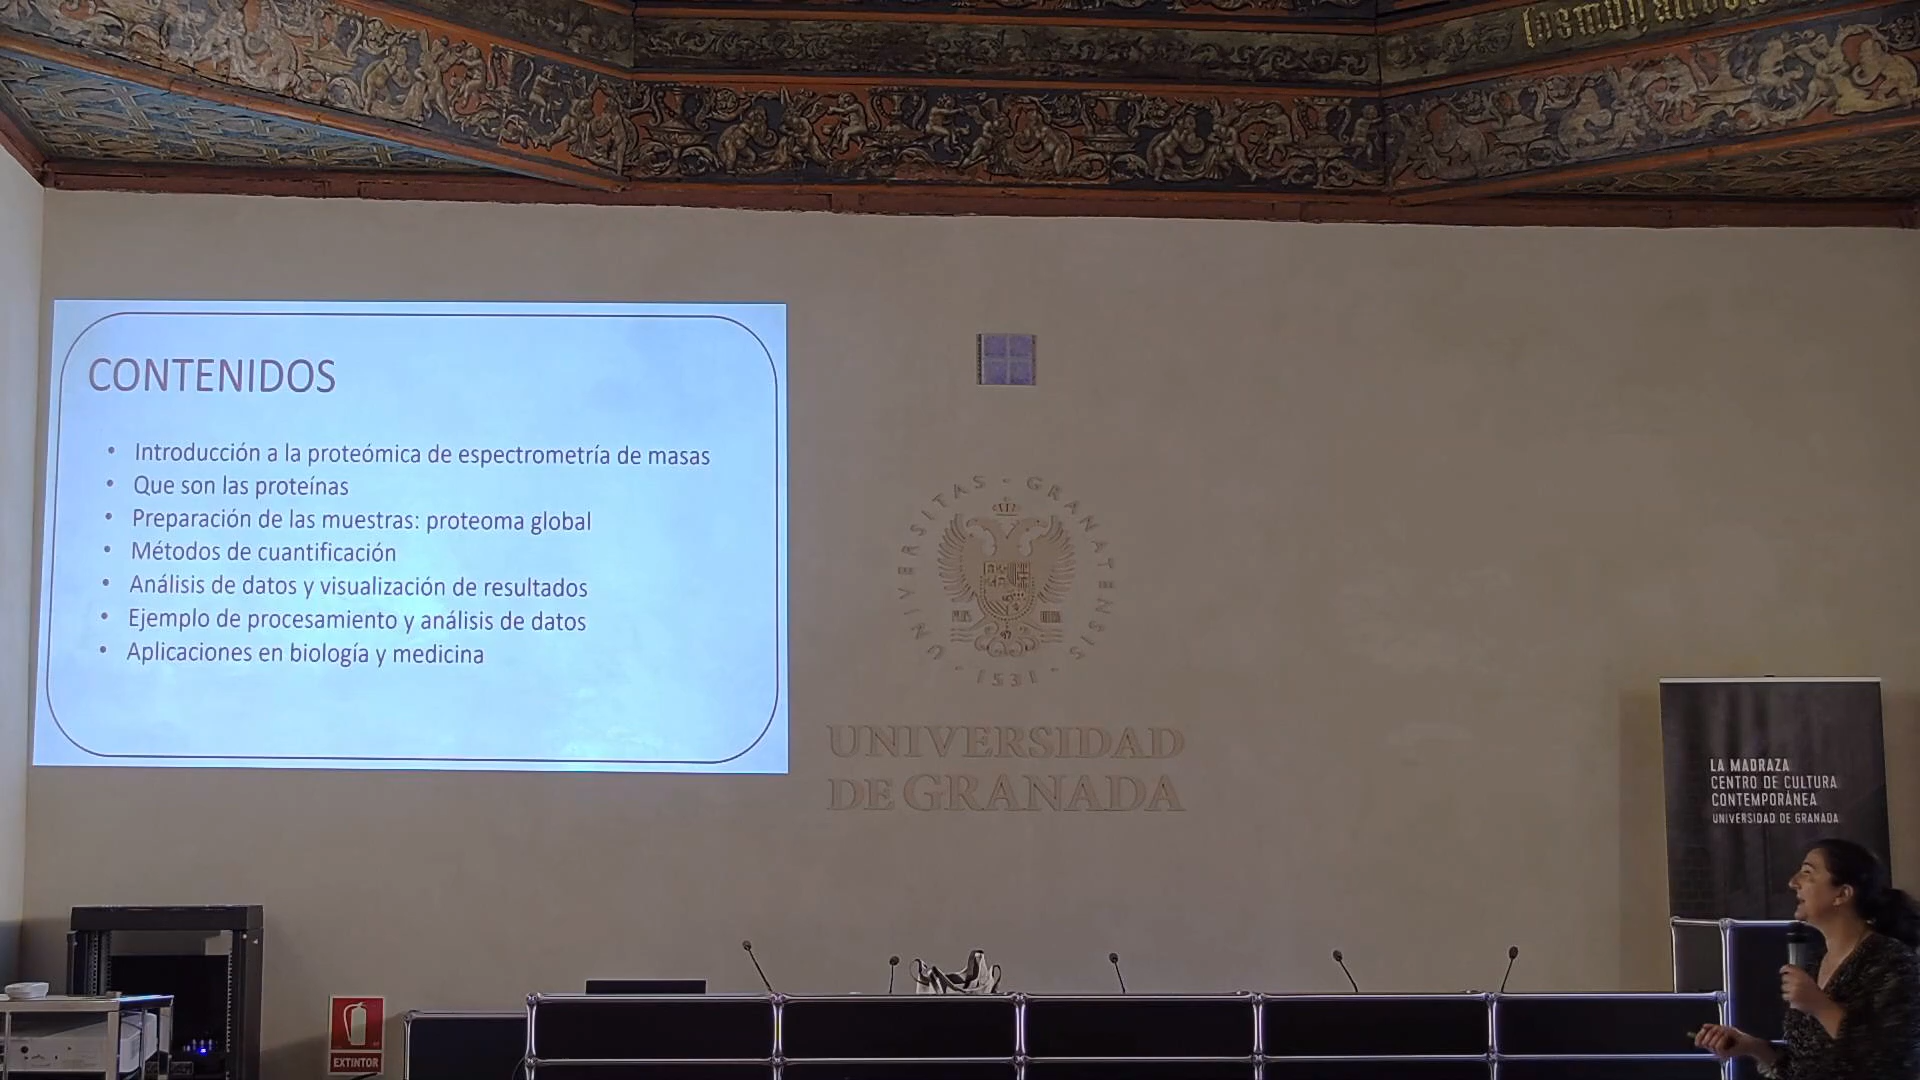 CONTENIDOS
• Introducción a la proteómica de espectrometría de masas
• Que son las proteínas
• Preparación de las muestras: proteoma global
• Métodos de cuantificación
• Análisis de datos y visualización de resultados
• Ejemplo de procesamiento y análisis de datos
• Aplicaciones en biología y medicina
UNIVERSITAS · GRANATENSIS · 1531 ·
UNIVERSIDAD
DE GRANADA
LA MADRAZA
CENTRO DE CULTURA
CONTEMPORÁNEA
UNIVERSIDAD DE GRANADA
EXTINTOR